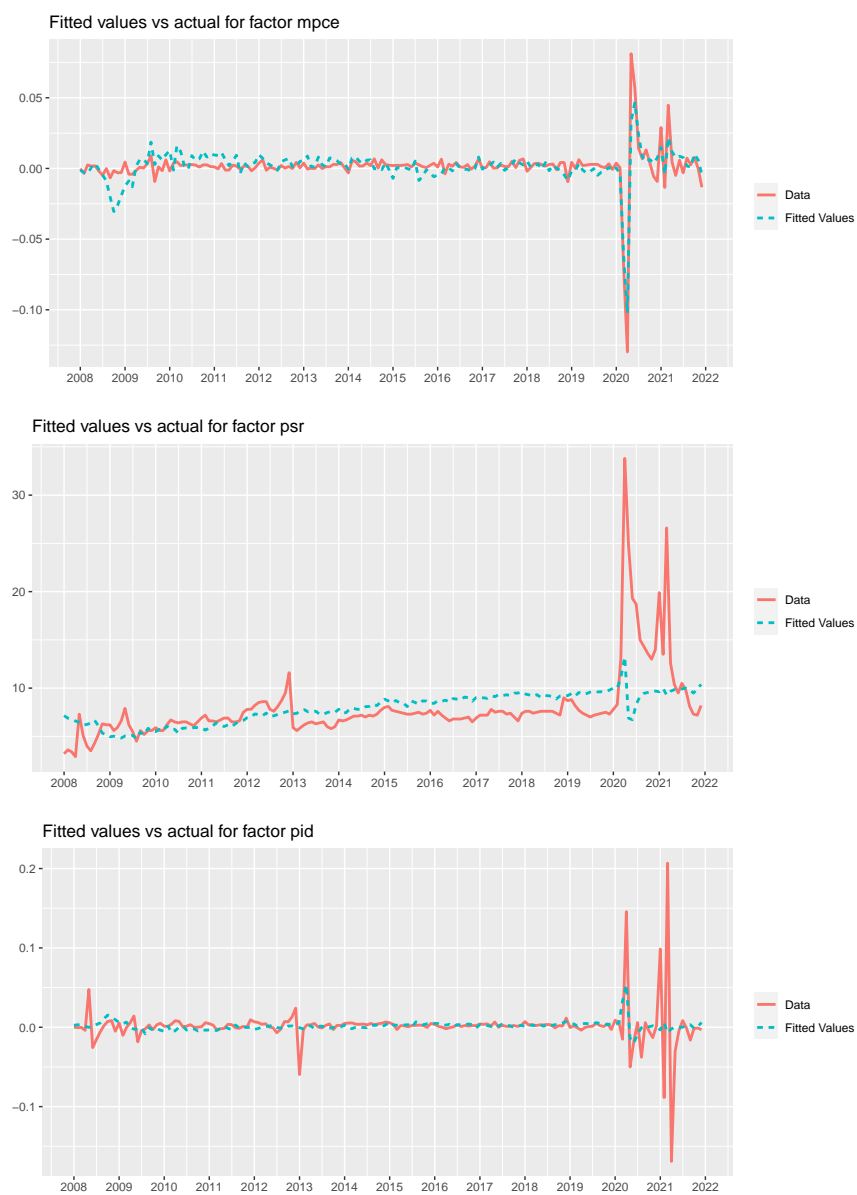 Fitted values vs actual for factor mpce
0.05
0.00
−0.05
−0.10
2008 2009 2010 2011 2012 2013 2014 2015 2016 2017 2018 2019 2020 2021 2022
Data
Fitted Values
Fitted values vs actual for factor psr
30
20
10
2008 2009 2010 2011 2012 2013 2014 2015 2016 2017 2018 2019 2020 2021 2022
Data
Fitted Values
Fitted values vs actual for factor pid
0.2
0.1
0.0
−0.1
2008 2009 2010 2011 2012 2013 2014 2015 2016 2017 2018 2019 2020 2021 2022
Data
Fitted Values